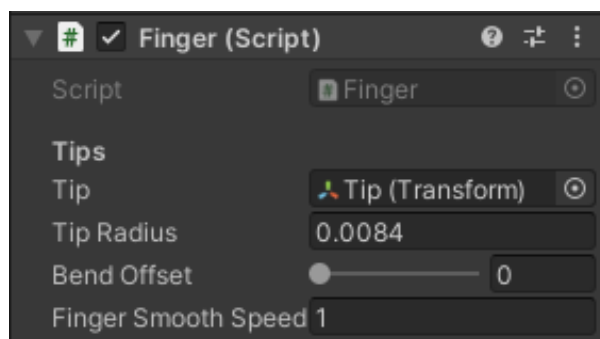 Finger (Script)
Script Finger
Tips
Tip Tip (Transform)
Tip Radius 0.0084
Bend Offset 0
Finger Smooth Speed 1